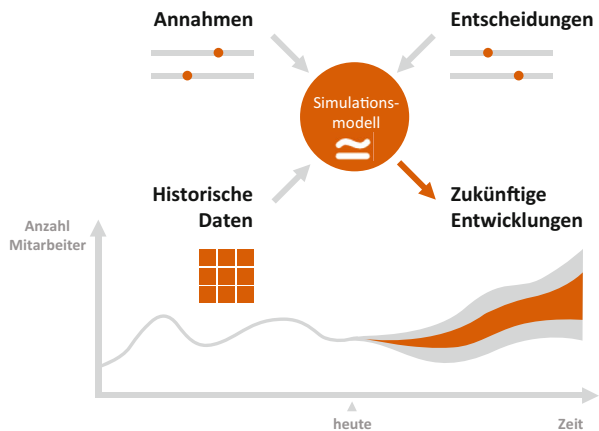 Annahmen
Entscheidungen
Simulations-
modell
Historische
Daten
Zukünftige
Entwicklungen
Anzahl
Mitarbeiter
heute
Zeit